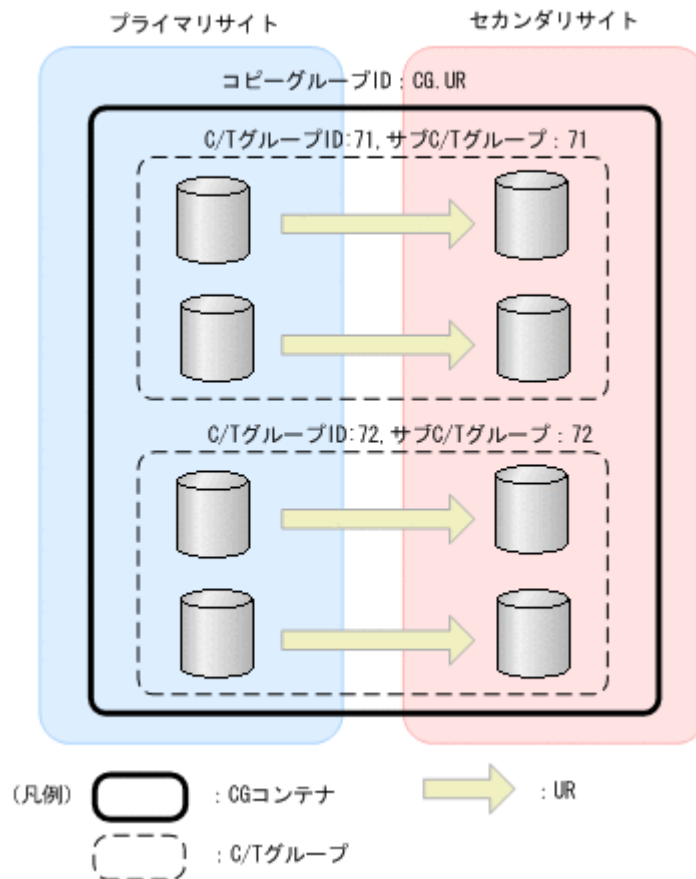 プライマリサイト
セカンダリサイト
コピーグループID : CG.UR
C/TグループID:71, サブC/Tグループ : 71
C/TグループID:72, サブC/Tグループ : 72
(凡例)
: CGコンテナ
: UR
: C/Tグループ